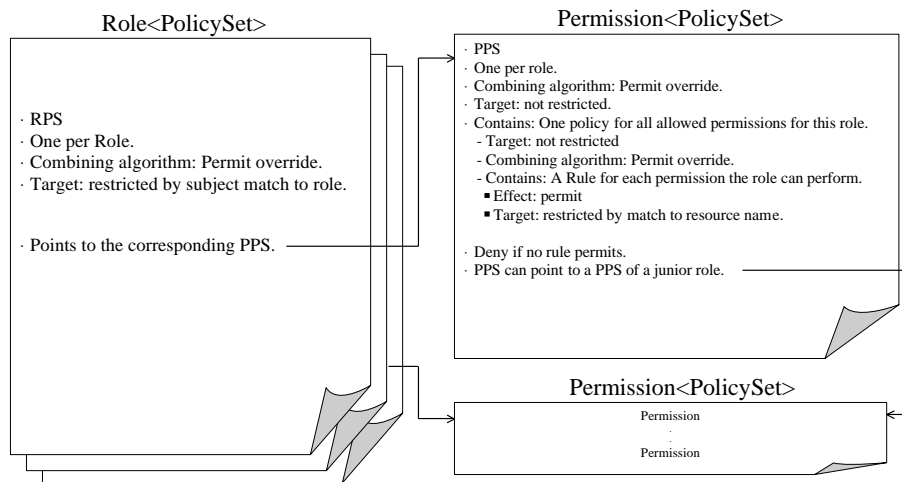 Role<PolicySet>
· RPS
· One per Role.
· Combining algorithm: Permit override.
· Target: restricted by subject match to role.
· Points to the corresponding PPS.
Permission<PolicySet>
· PPS
· One per role.
· Combining algorithm: Permit override.
· Target: not restricted.
· Contains: One policy for all allowed permissions for this role.
- Target: not restricted
- Combining algorithm: Permit override.
- Contains: A Rule for each permission the role can perform.
▪ Effect: permit
▪ Target: restricted by match to resource name.
· Deny if no rule permits.
· PPS can point to a PPS of a junior role.
Permission<PolicySet>
Permission
.
.
Permission